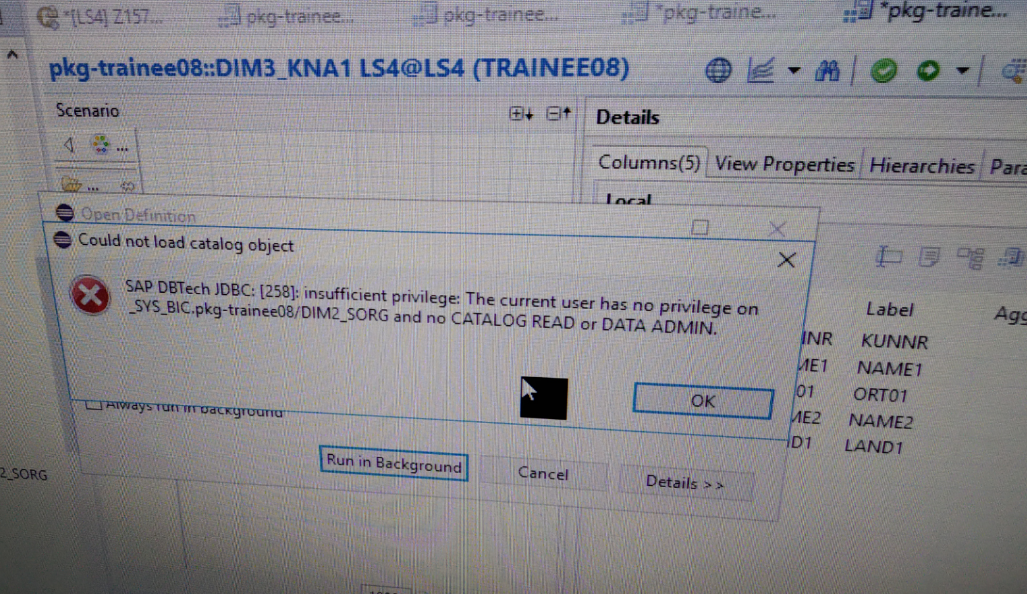 *[LS4] Z157...
pkg-trainee...
pkg-trainee...
*pkg-traine...
*pkg-traine...
pkg-trainee08::DIM3_KNA1 LS4@LS4 (TRAINEE08)
Scenario
...
...
Details
Columns(5)
View Properties
Hierarchies
Para
Local
Open Definition
Could not load catalog object
SAP DBTech JDBC: [258]: insufficient privilege: The current user has no privilege on
_SYS_BIC.pkg-trainee08/DIM2_SORG and no CATALOG READ or DATA ADMIN.
OK
Label
Agg
INR KUNNR
ME1 NAME1
01 ORT01
ME2 NAME2
ID1 LAND1
Always run in background
Run in Background
Cancel
Details >>
2_SORG